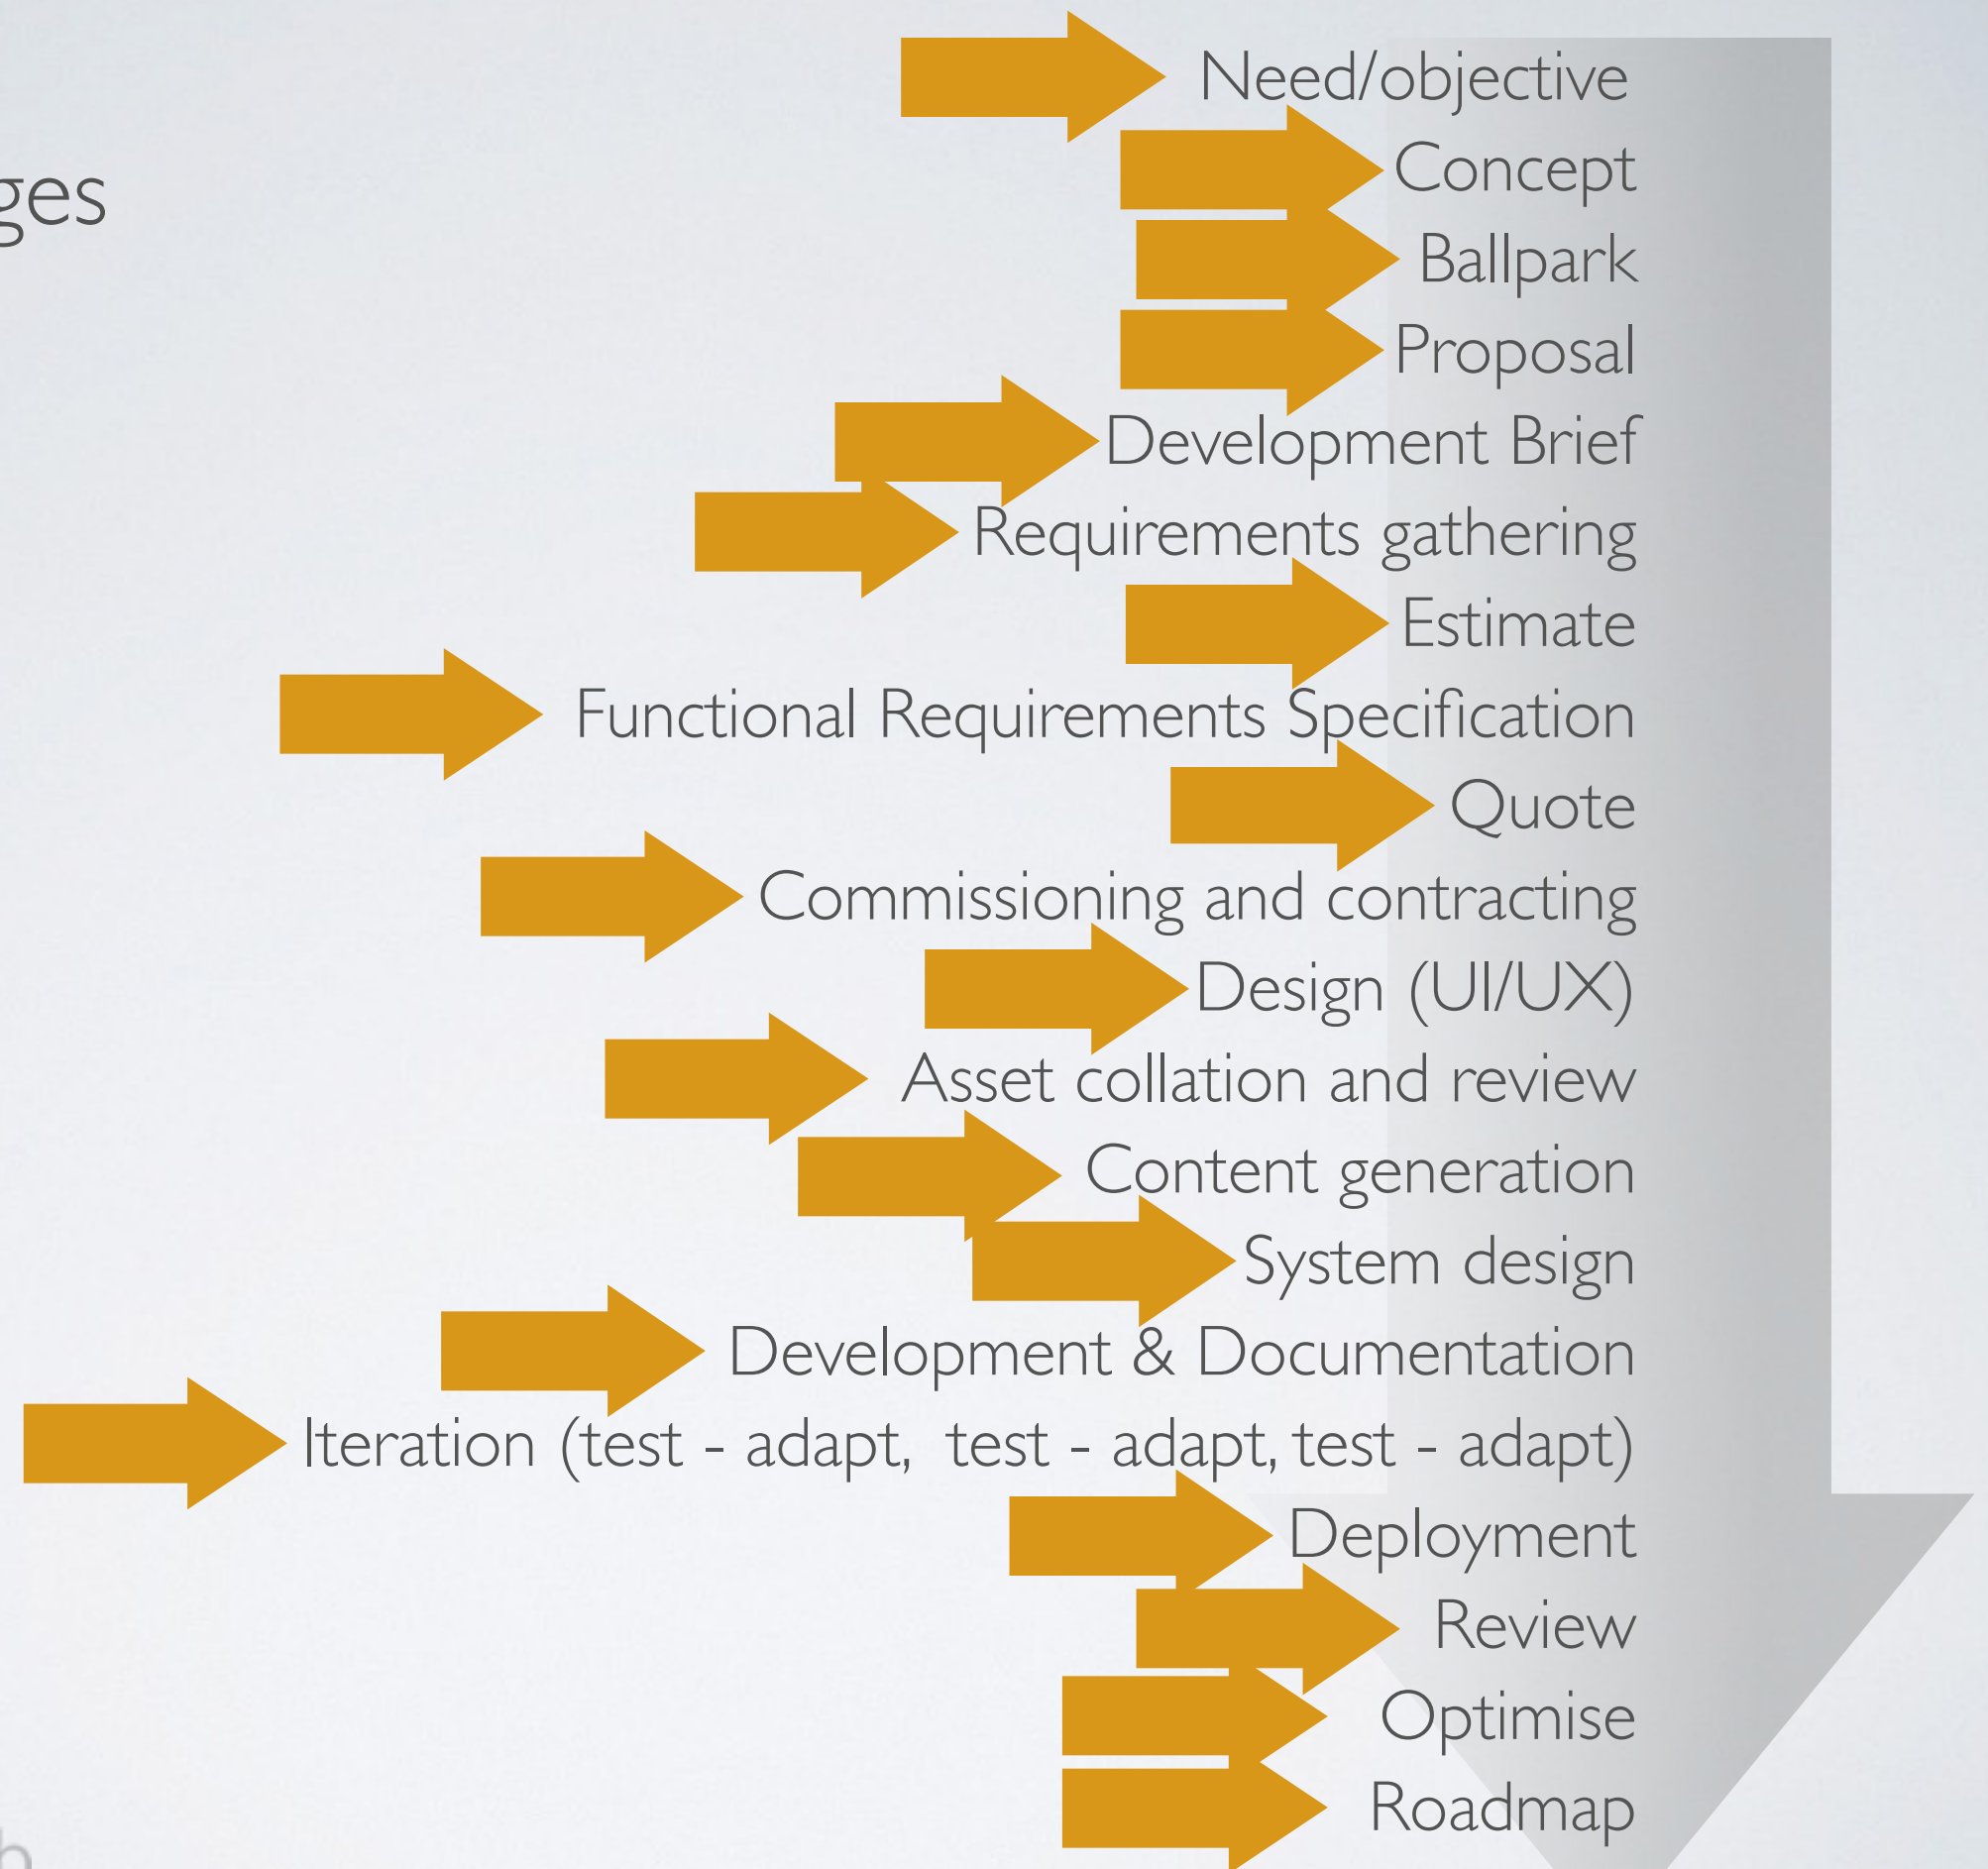 ges
Need/objective
Concept
Ballpark
Proposal
Development Brief
Requirements gathering
Estimate
Functional Requirements Specification
Quote
Commissioning and contracting
Design (UI/UX)
Asset collation and review
Content generation
System design
Development & Documentation
Iteration (test - adapt, test - adapt, test - adapt)
Deployment
Review
Optimise
Roadmap